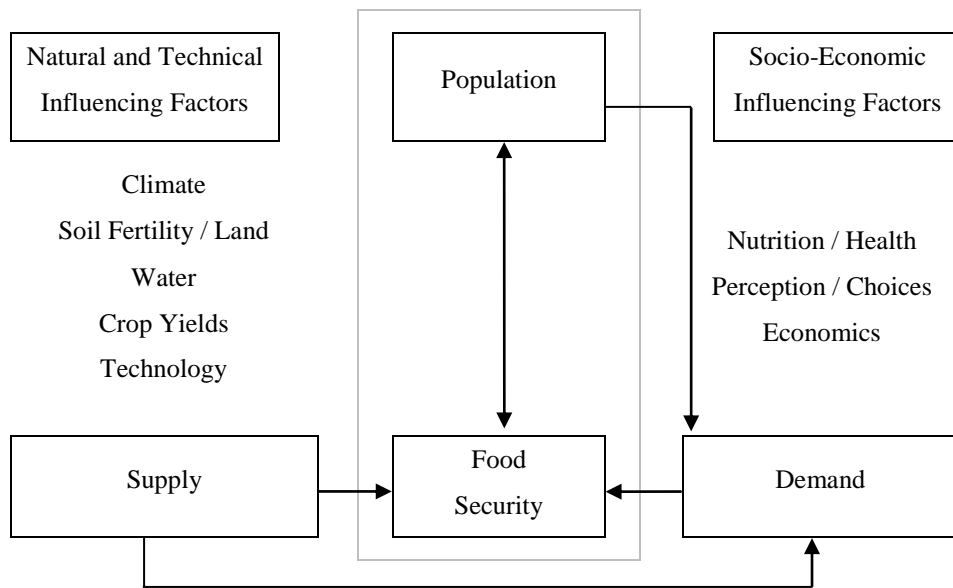 Natural and Technical
Influencing Factors
Population
Socio-Economic
Influencing Factors
Climate
Soil Fertility / Land
Water
Crop Yields
Technology
Nutrition / Health
Perception / Choices
Economics
Supply
Food
Security
Demand